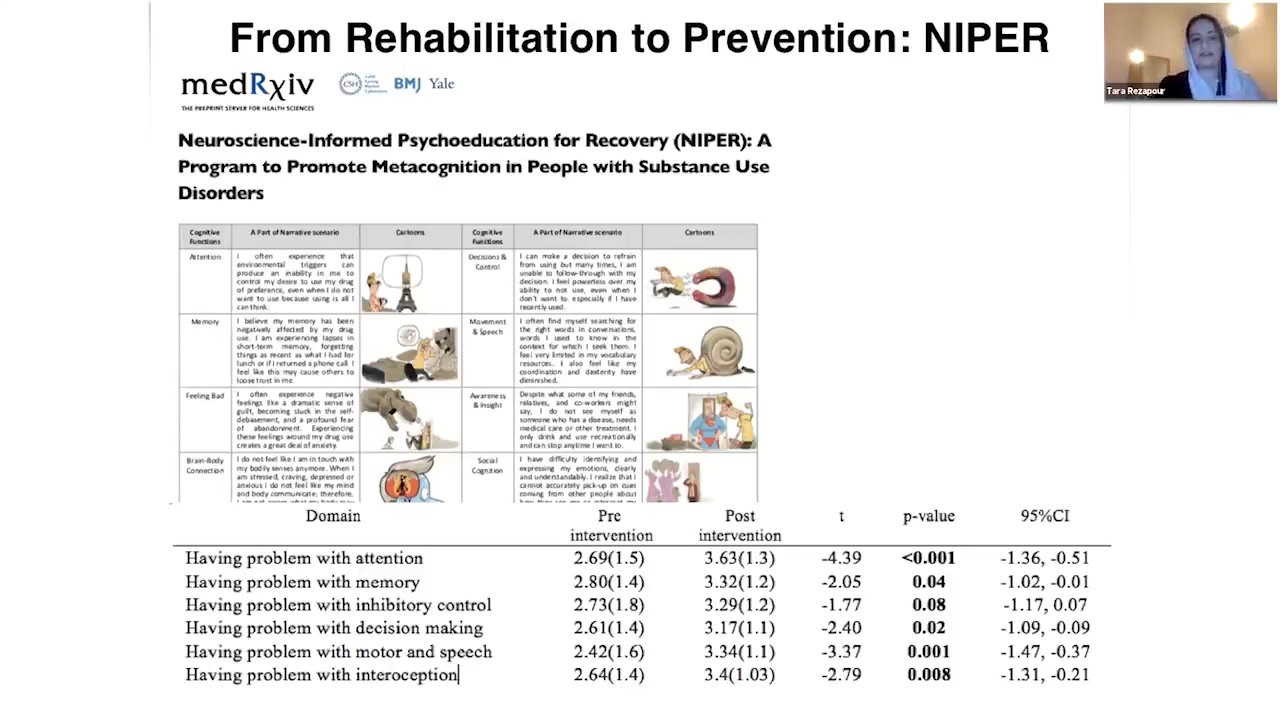 From Rehabilitation to Prevention: NIPER
Tara Rezapour
medRxiv
THE PREPRINT SERVER FOR HEALTH SCIENCES
CSH
BMJ Yale
Neuroscience-Informed Psychoeducation for Recovery (NIPER): A
Program to Promote Metacognition in People with Substance Use
Disorders
Cognitive Functions A Part of Narrative scenario Cartoons Cognitive Functions A Part of Narrative scenario Cartoons
Attention
I often experience that
environmental triggers can
produce an inability in me to
control my desire to use my drug
of preference, even when I do not
want to use because using is all I
can think.
Decisions & Control
I can make a decision to refrain
from using but many times, I am
unable to follow-through with my
decision. I feel powerless over my
ability to not use, even when I
don't want to, especially if I have
recently used.
Memory
I believe my memory has been
negatively affected by my drug
use. I am experiencing lapses in
short-term memory, forgetting
things as recent as what I had for
lunch or if I returned a phone call. I
feel like this may cause others to
loose trust in me.
Movement & Speech
I often find myself searching for
the right words in conversations,
words I used to know in the
context for which I seek them. I
feel very limited in my vocabulary
resources. I also feel like my
coordination and dexterity have
diminished.
Feeling Bad
I often experience negative
feelings like a dramatic sense of
guilt, becoming stuck in the self-
debasement, and a profound fear
of abandonment. Experiencing
these feelings around my drug use
creates a great deal of anxiety.
Awareness & Insight
Despite what some of my friends,
relatives, and co-workers might
say, I do not see myself as
someone who has a disease, needs
medical care or other treatment. I
only drink and use recreationally
and can stop anytime I want to.
Brain-Body Connection
I do not feel like I am in touch with
my bodily senses anymore. When I
am stressed, craving, depressed or
anxious I do not feel like my mind
and body communicate; therefore,
Social Cognition
I have difficulty identifying and
expressing my emotions, clearly
and understandably. I realize that I
cannot accurately pick-up on cues
coming from other people about
Domain Pre intervention Post intervention t p-value 95%CI
Having problem with attention 2.69(1.5) 3.63(1.3) -4.39 <0.001 -1.36, -0.51
Having problem with memory 2.80(1.4) 3.32(1.2) -2.05 0.04 -1.02, -0.01
Having problem with inhibitory control 2.73(1.8) 3.29(1.2) -1.77 0.08 -1.17, 0.07
Having problem with decision making 2.61(1.4) 3.17(1.1) -2.40 0.02 -1.09, -0.09
Having problem with motor and speech 2.42(1.6) 3.34(1.1) -3.37 0.001 -1.47, -0.37
Having problem with interoception 2.64(1.4) 3.4(1.03) -2.79 0.008 -1.31, -0.21